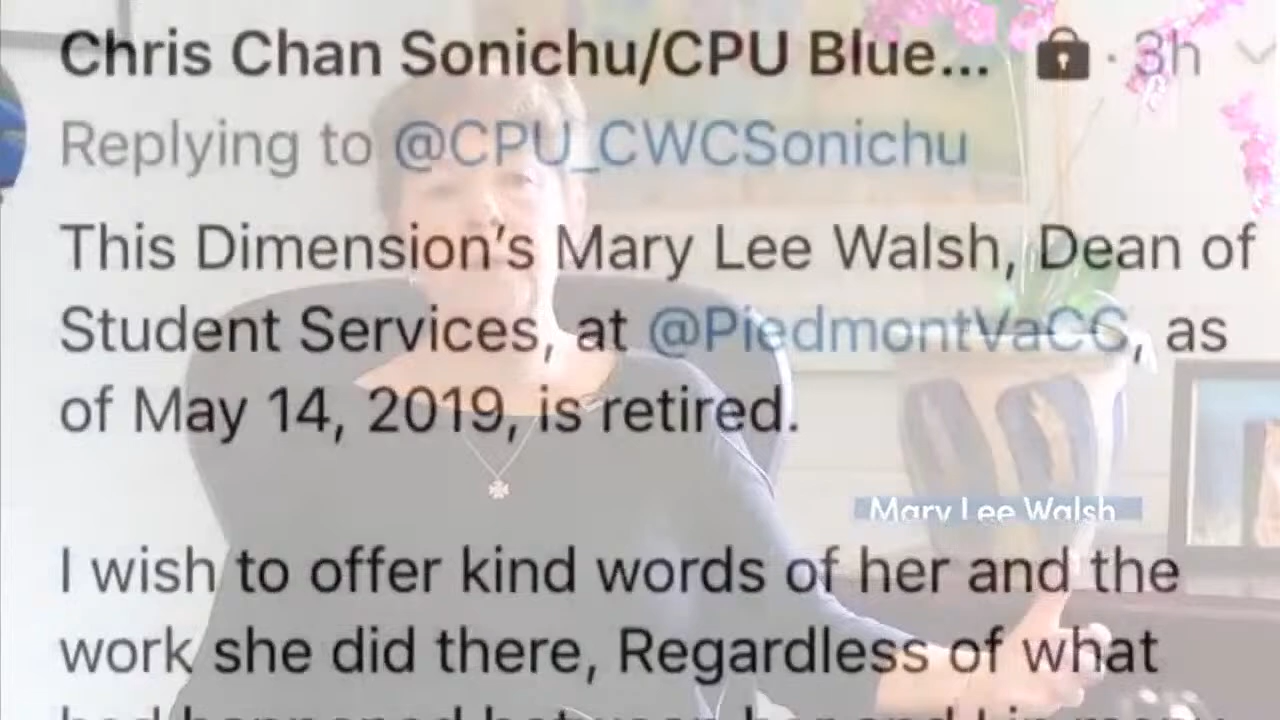 Chris Chan Sonichu/CPU Blue... · 3h
Replying to @CPU_CWCSonichu
This Dimension's Mary Lee Walsh, Dean of
Student Services, at @PiedmontVaCC, as
of May 14, 2019, is retired.
Mary Lee Walsh
I wish to offer kind words of her and the
work she did there, Regardless of what